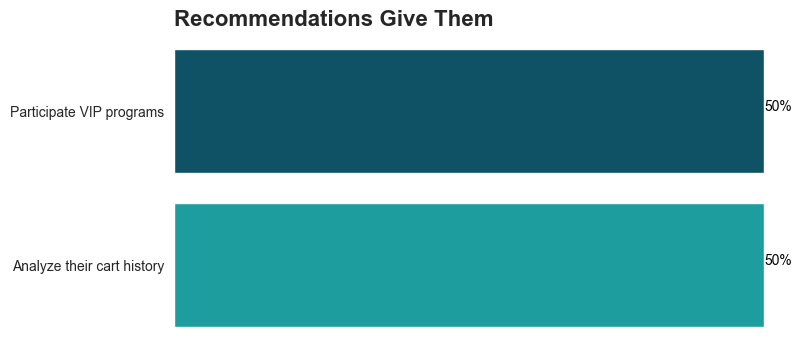 Recommendations Give Them
Participate VIP programs
50%
Analyze their cart history
50%